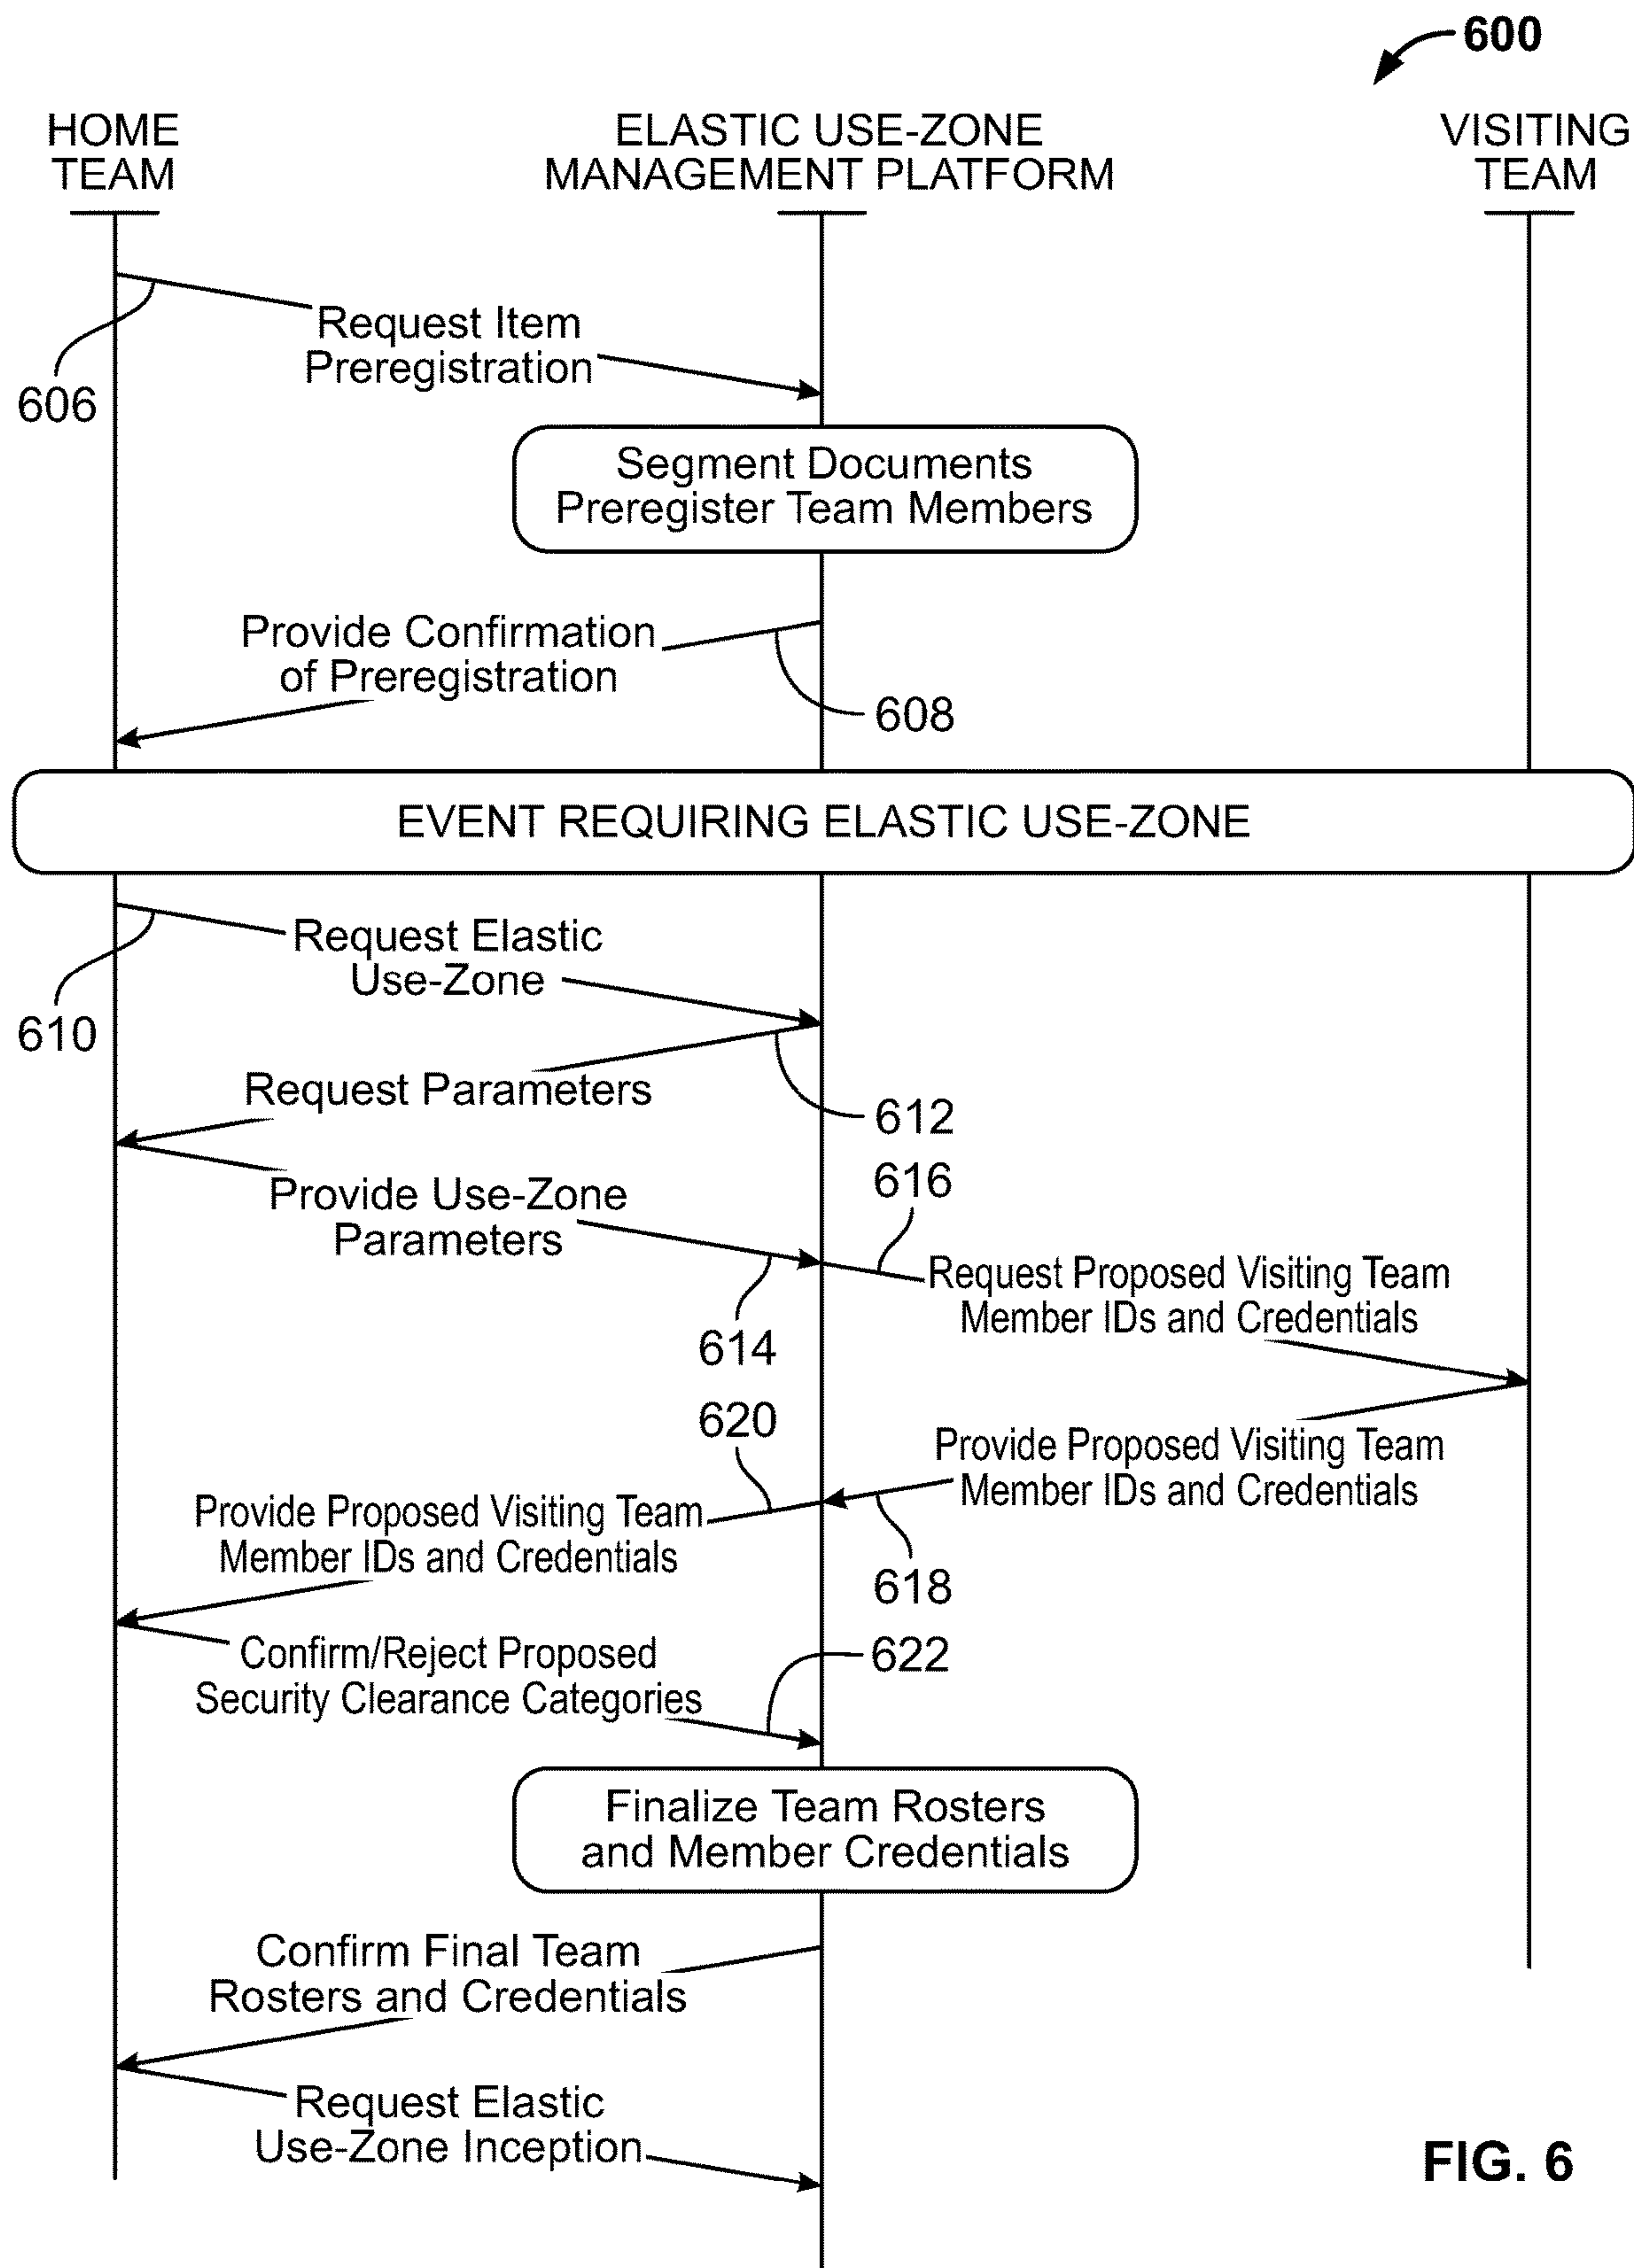 600
HOME
TEAM
ELASTIC USE-ZONE
MANAGEMENT PLATFORM
VISITING
TEAM
Request Item
Preregistration
606
Segment Documents
Preregister Team Members
Provide Confirmation
of Preregistration
608
EVENT REQUIRING ELASTIC USE-ZONE
Request Elastic
Use-Zone
610
Request Parameters
612
Provide Use-Zone
Parameters
614
616
Request Proposed Visiting Team
Member IDs and Credentials
Provide Proposed Visiting Team
Member IDs and Credentials
618
620
Provide Proposed Visiting Team
Member IDs and Credentials
Confirm/Reject Proposed
Security Clearance Categories
622
Finalize Team Rosters
and Member Credentials
Confirm Final Team
Rosters and Credentials
Request Elastic
Use-Zone Inception
FIG. 6